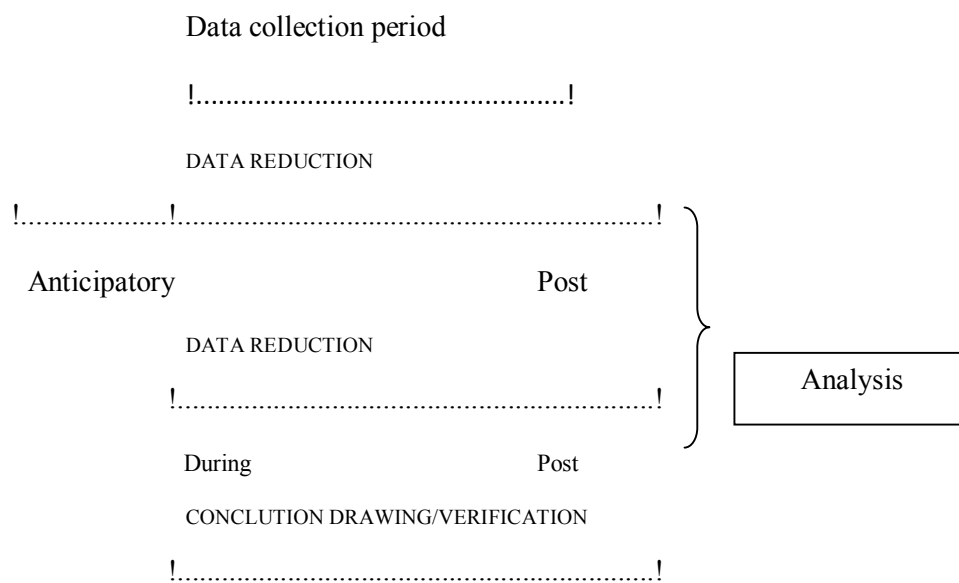 Data collection period
!..................................................!
DATA REDUCTION
!....................!................................................................!
Anticipatory Post
DATA REDUCTION
!................................................................!
Analysis
During Post
CONCLUTION DRAWING/VERIFICATION
!................................................................!